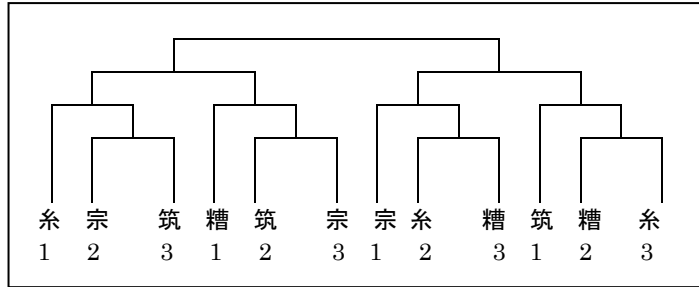 糸 宗 筑 糟 筑 宗 宗 糸 糟 筑 糟 糸
1 2 3 1 2 3 1 2 3 1 2 3